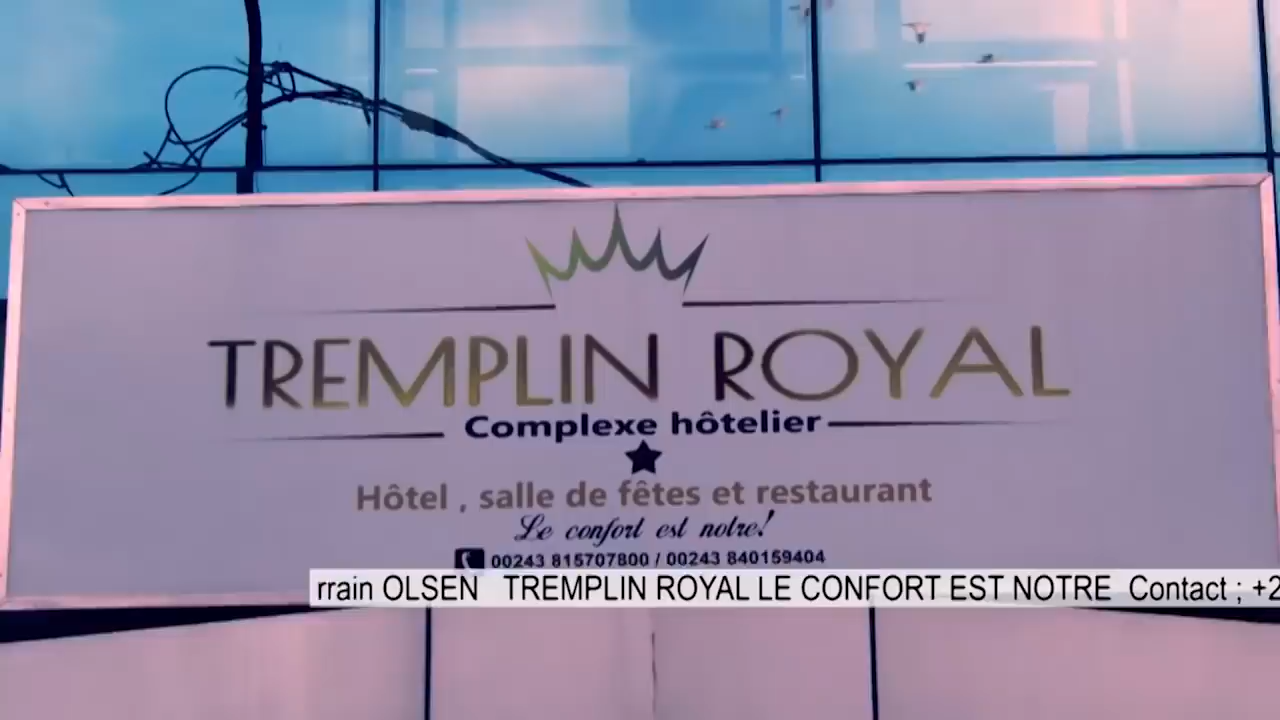 TREMPLIN ROYAL
Complexe hôtelier
Hôtel , salle de fêtes et restaurant
Le confort est notre!
00243 815707800 / 00243 840159404
rrain OLSEN TREMPLIN ROYAL LE CONFORT EST NOTRE Contact ; +2